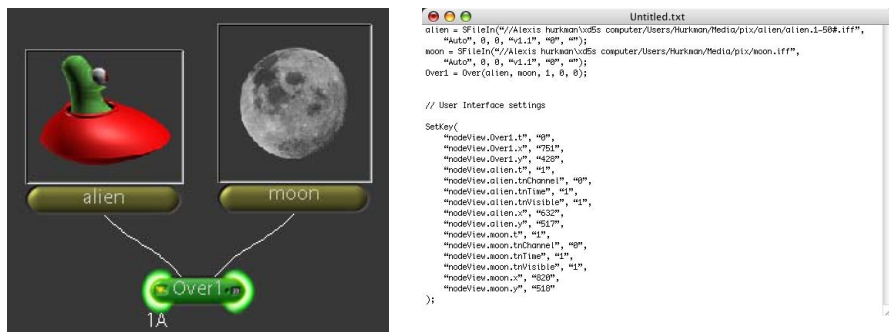 alien
moon
Over1
1A
Untitled.txt
alien = SFileIn("//Alexis hurkman\xd5s computer/Users/Hurkman/Media/pix/alien/alien.1-50#.iff",
"Auto", 0, 0, "v1.1", "0", "");
moon = SFileIn("//Alexis hurkman\xd5s computer/Users/Hurkman/Media/pix/moon.iff",
"Auto", 0, 0, "v1.1", "0", "");
Over1 = Over(alien, moon, 1, 0, 0);
// User Interface settings
SetKey(
"nodeView.Over1.t", "0",
"nodeView.Over1.x", "751",
"nodeView.Over1.y", "428",
"nodeView.alien.t", "1",
"nodeView.alien.tnChannel", "0",
"nodeView.alien.tnTime", "1",
"nodeView.alien.tnVisible", "1",
"nodeView.alien.x", "632",
"nodeView.alien.y", "517",
"nodeView.moon.t", "1",
"nodeView.moon.tnChannel", "0",
"nodeView.moon.tnTime", "1",
"nodeView.moon.tnVisible", "1",
"nodeView.moon.x", "820",
"nodeView.moon.y", "518"
);